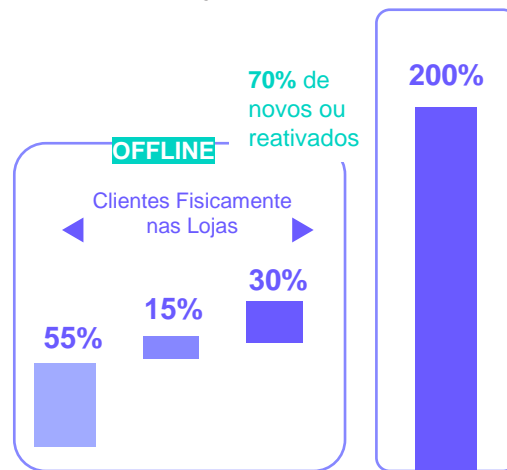 200%
70% de
novos ou
reativados
OFFLINE
Clientes Fisicamente
nas Lojas
30%
15%
55%